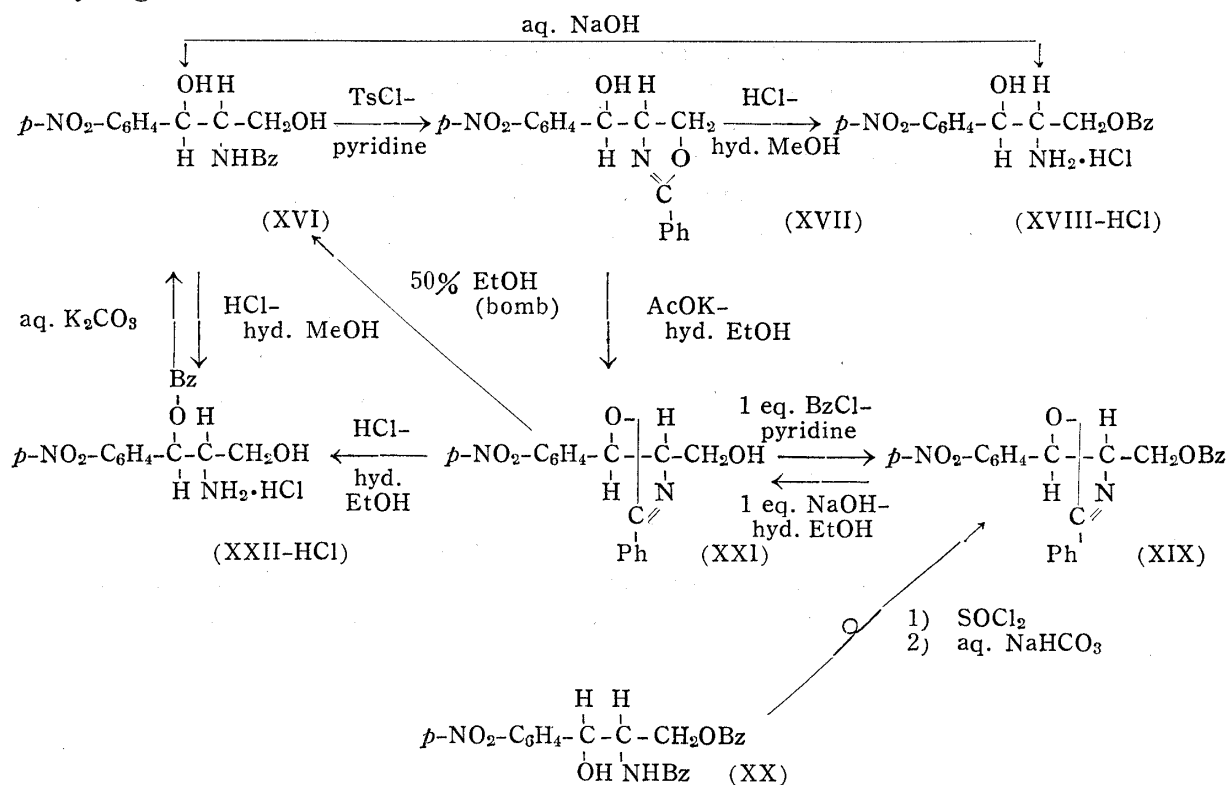 aq. NaOH
OH H
p-NO₂-C₆H₄-C-C-CH₂OH
H NHBz
(XVI)
TsCl-
pyridine
OH H
p-NO₂-C₆H₄-C-C-CH₂
H N O
C
Ph
(XVII)
HCl-
hyd. MeOH
OH H
p-NO₂-C₆H₄-C-C-CH₂OBz
H NH₂·HCl
(XVIII-HCl)
aq. K₂CO₃
HCl-
hyd. MeOH
50% EtOH
(bomb)
AcOK-
hyd. EtOH
Bz
O H
p-NO₂-C₆H₄-C-C-CH₂OH
H NH₂·HCl
(XXII-HCl)
HCl-
hyd.
EtOH
O- H
p-NO₂-C₆H₄-C-C-CH₂OH
H N
C
Ph
(XXI)
1 eq. BzCl-
pyridine
1 eq. NaOH-
hyd. EtOH
O- H
p-NO₂-C₆H₄-C-C-CH₂OBz
H N
C
Ph
(XIX)
1) SOCl₂
2) aq. NaHCO₃
H H
p-NO₂-C₆H₄-C-C-CH₂OBz
OH NHBz
(XX)